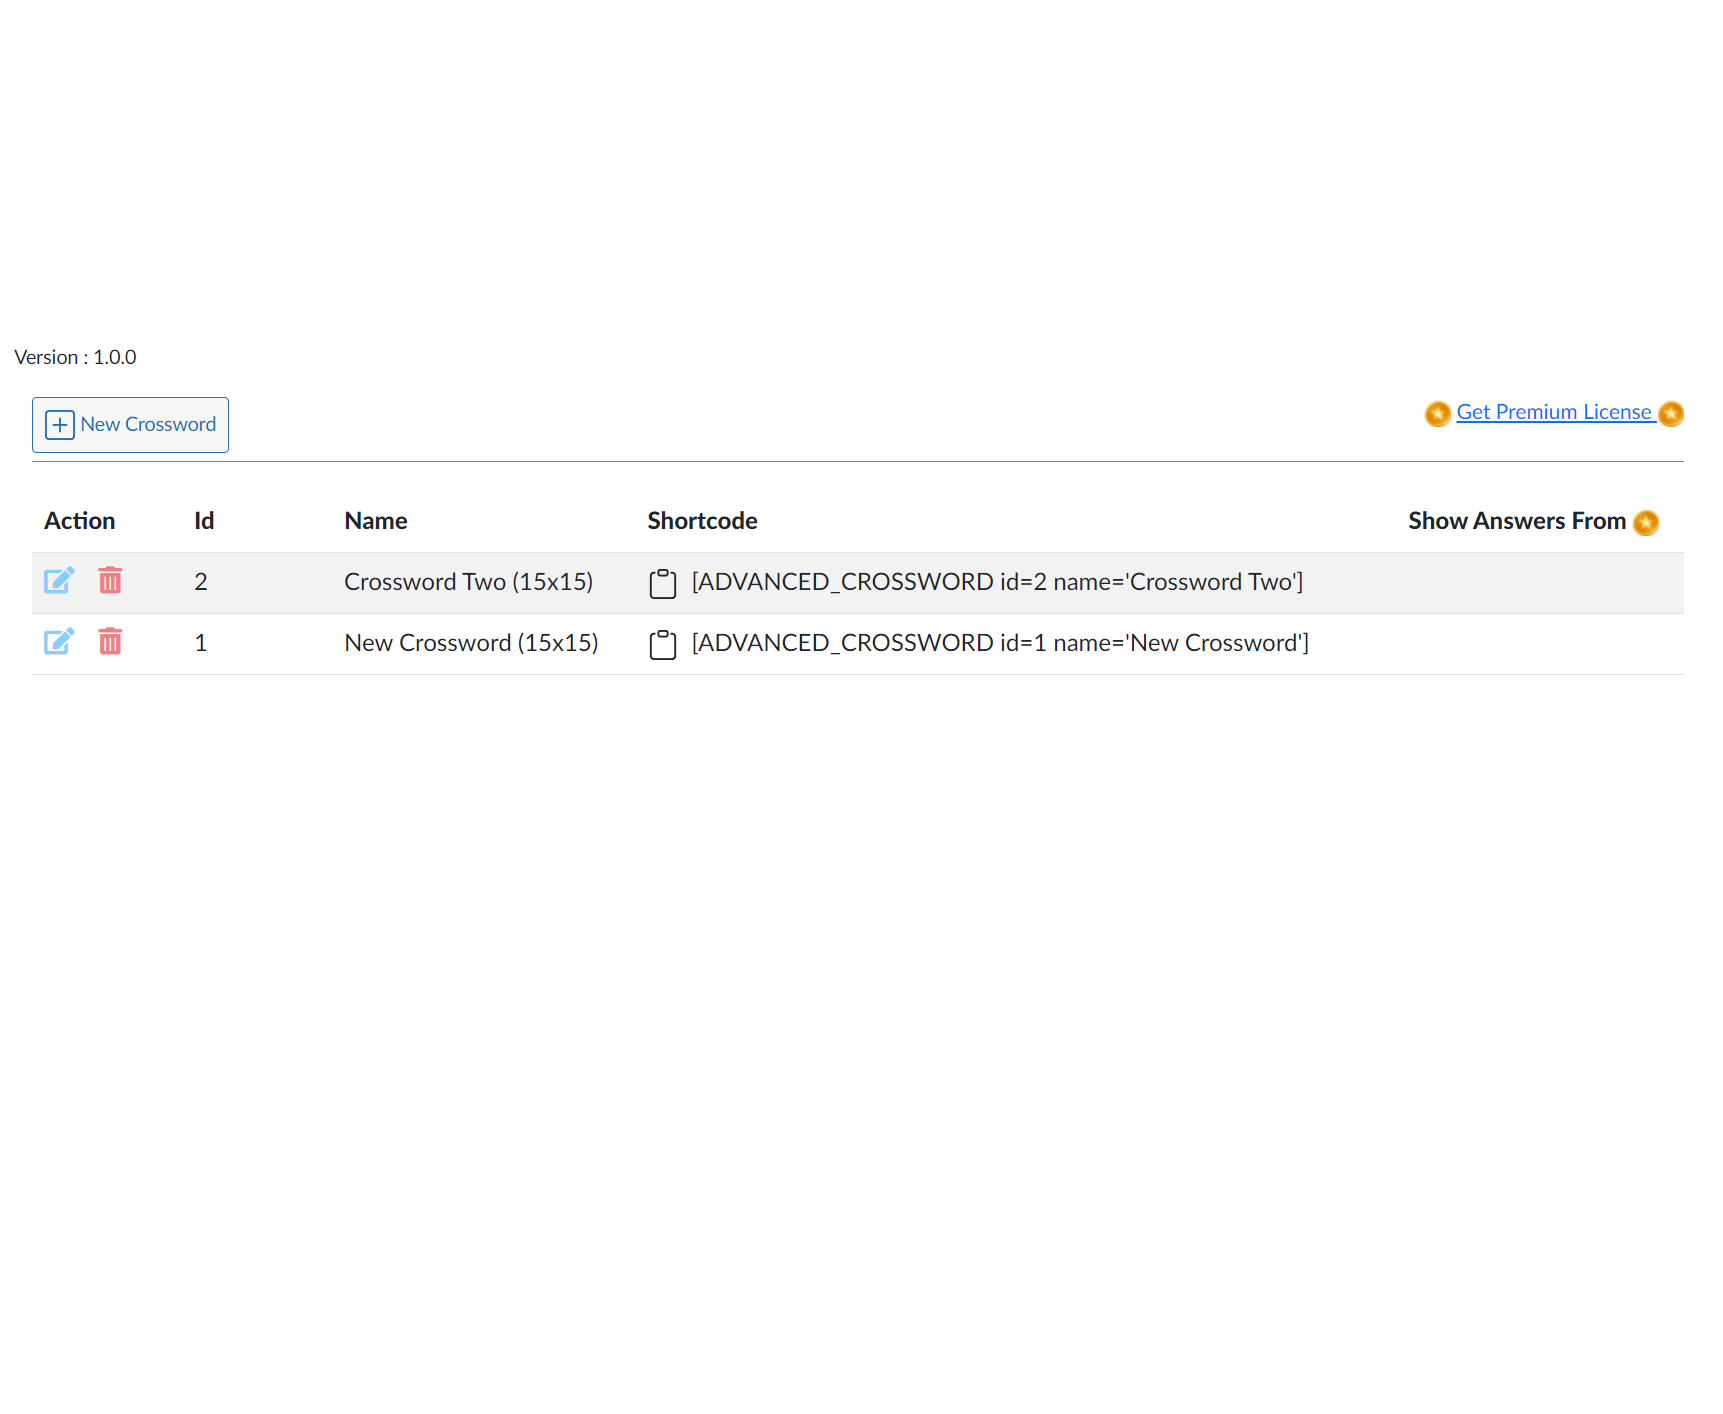 Version : 1.0.0
New Crossword
Get Premium License
Action Id Name Shortcode Show Answers From
2 Crossword Two (15x15) [ADVANCED_CROSSWORD id=2 name='Crossword Two']
1 New Crossword (15x15) [ADVANCED_CROSSWORD id=1 name='New Crossword']